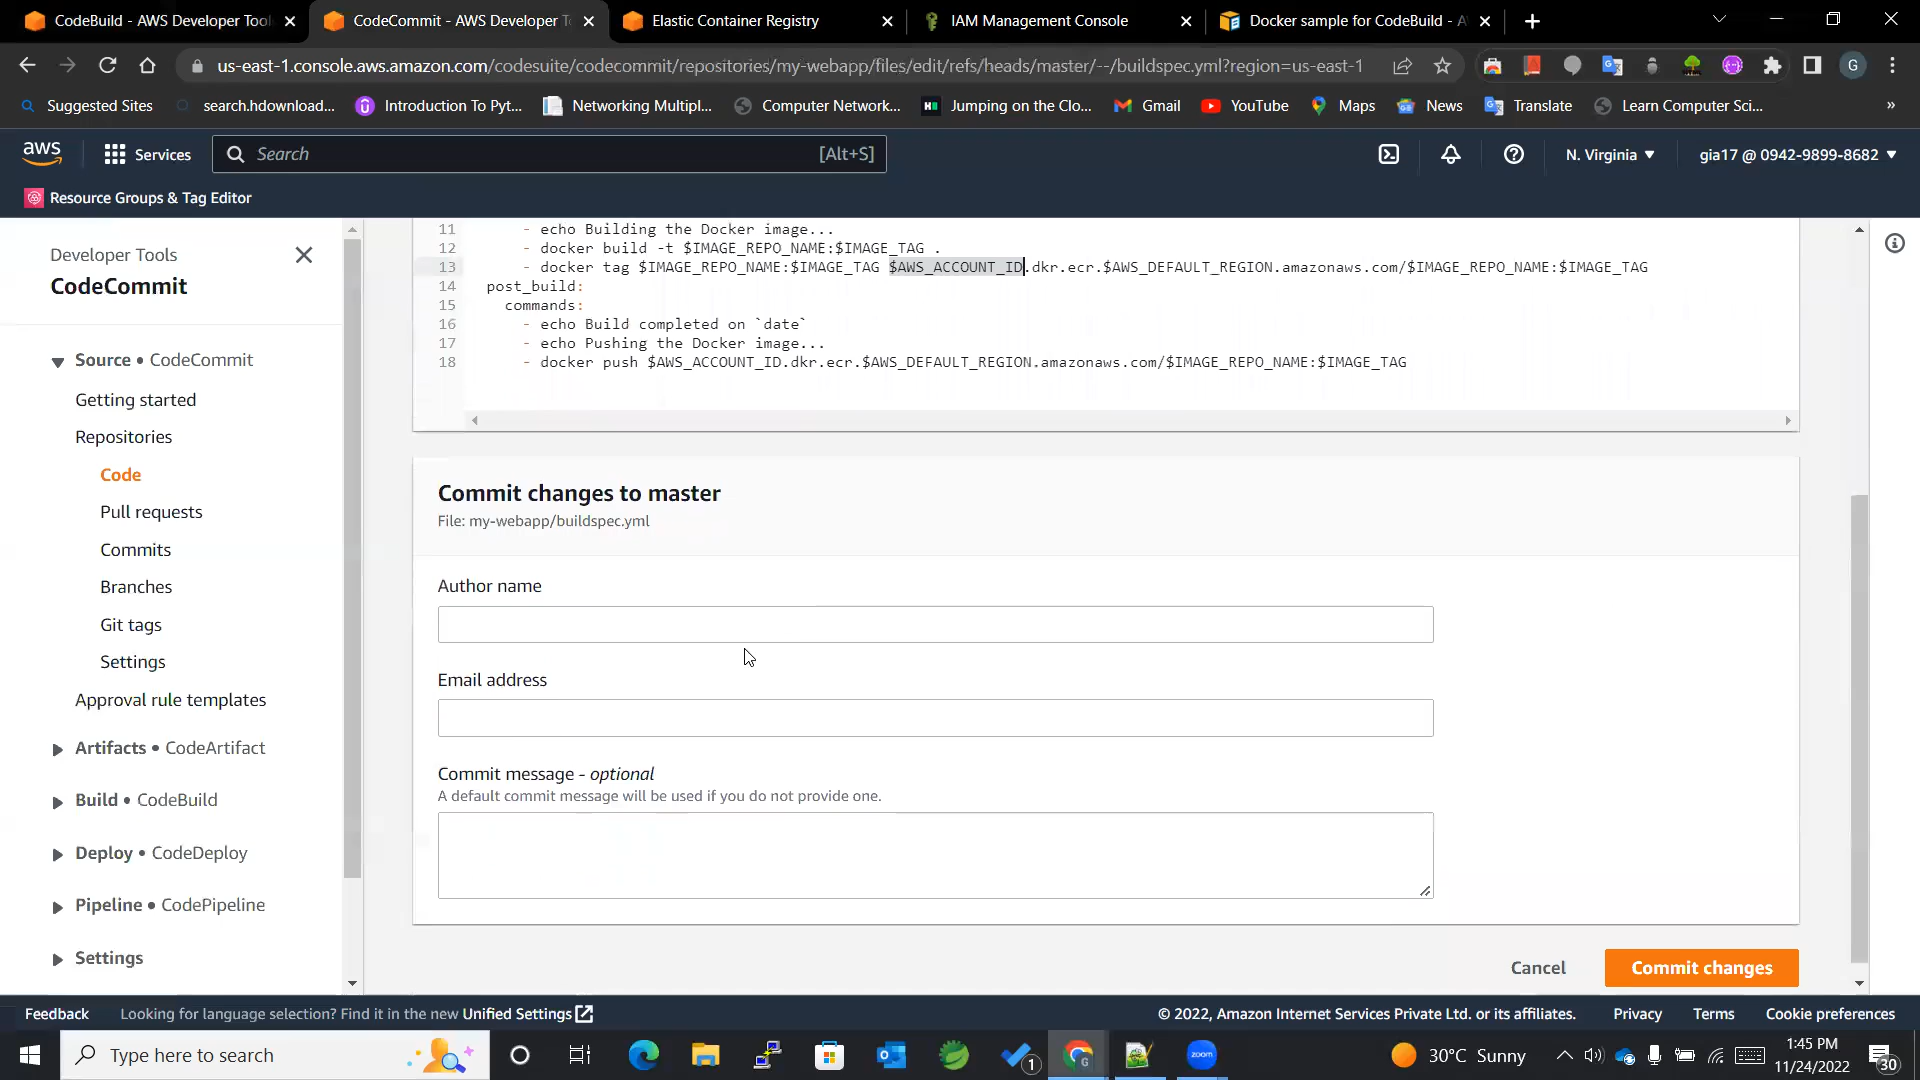 CodeBuild - AWS Developer Tool
CodeCommit - AWS Developer T
Elastic Container Registry
IAM Management Console
Docker sample for CodeBuild - A
us-east-1.console.aws.amazon.com/codesuite/codecommit/repositories/my-webapp/files/edit/refs/heads/master/--/buildspec.yml?region=us-east-1
G
Suggested Sites
search.hdownload...
Introduction To Pyt...
Networking Multipl...
Computer Network...
Jumping on the Clo...
Gmail
YouTube
Maps
News
Translate
Learn Computer Sci...
»
aws
Services
Search
[Alt+S]
N. Virginia
gia17 @ 0942-9899-8682
Resource Groups & Tag Editor
Developer Tools
CodeCommit
Source • CodeCommit
Getting started
Repositories
Code
Pull requests
Commits
Branches
Git tags
Settings
Approval rule templates
Artifacts • CodeArtifact
Build • CodeBuild
Deploy • CodeDeploy
Pipeline • CodePipeline
Settings
11 - echo Building the Docker image...
12 - docker build -t $IMAGE_REPO_NAME:$IMAGE_TAG .
13 - docker tag $IMAGE_REPO_NAME:$IMAGE_TAG $AWS_ACCOUNT_ID.dkr.ecr.$AWS_DEFAULT_REGION.amazonaws.com/$IMAGE_REPO_NAME:$IMAGE_TAG
14 post_build:
15 commands:
16 - echo Build completed on `date`
17 - echo Pushing the Docker image...
18 - docker push $AWS_ACCOUNT_ID.dkr.ecr.$AWS_DEFAULT_REGION.amazonaws.com/$IMAGE_REPO_NAME:$IMAGE_TAG
Commit changes to master
File: my-webapp/buildspec.yml
Author name
Email address
Commit message - optional
A default commit message will be used if you do not provide one.
Cancel
Commit changes
Feedback
Looking for language selection? Find it in the new Unified Settings
© 2022, Amazon Internet Services Private Ltd. or its affiliates.
Privacy
Terms
Cookie preferences
Type here to search
1
zoom
30°C Sunny
1:45 PM
11/24/2022
30